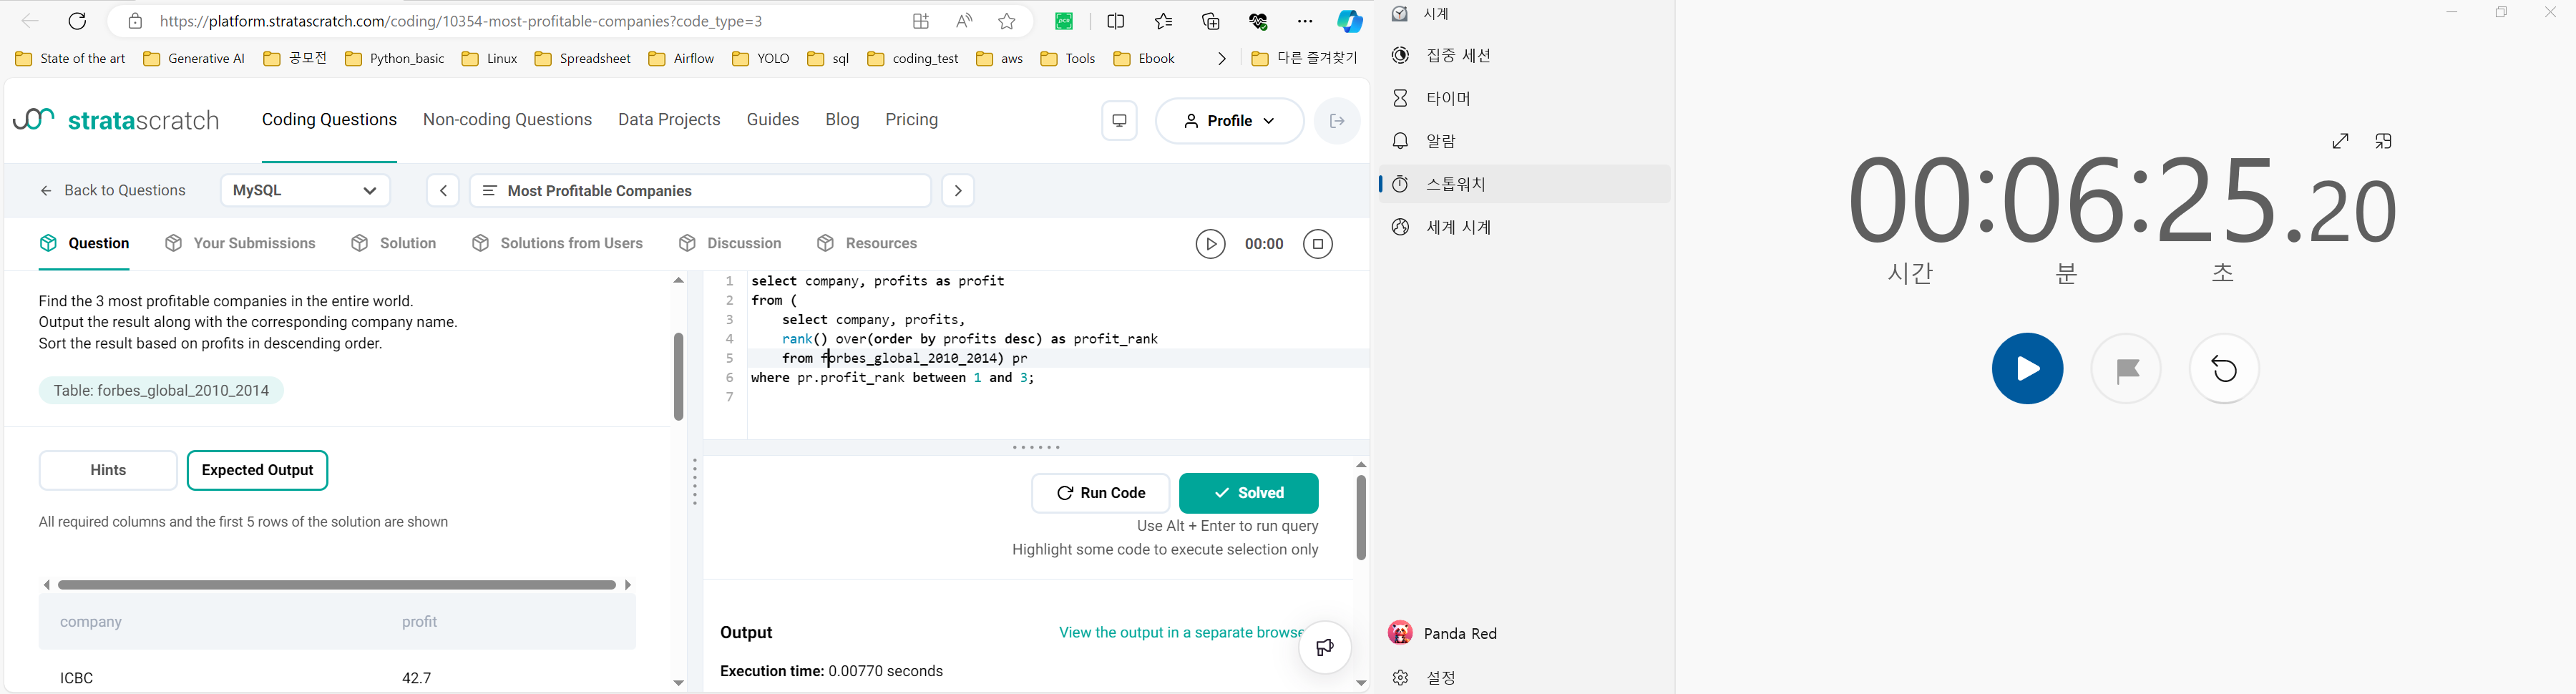 https://platform.stratascratch.com/coding/10354-most-profitable-companies?code_type=3
State of the art Generative AI 공모전 Python_basic Linux Spreadsheet Airflow YOLO sql coding_test aws Tools Ebook 다른 즐겨찾기
stratascratch Coding Questions Non-coding Questions Data Projects Guides Blog Pricing Profile
Back to Questions MySQL Most Profitable Companies
Question Your Submissions Solution Solutions from Users Discussion Resources 00:00
Find the 3 most profitable companies in the entire world.
Output the result along with the corresponding company name.
Sort the result based on profits in descending order.
Table: forbes_global_2010_2014
Hints Expected Output
All required columns and the first 5 rows of the solution are shown
company profit
ICBC 42.7
1 select company, profits as profit
2 from (
3 select company, profits,
4 rank() over(order by profits desc) as profit_rank
5 from forbes_global_2010_2014) pr
6 where pr.profit_rank between 1 and 3;
7
Run Code Solved
Use Alt + Enter to run query
Highlight some code to execute selection only
Output View the output in a separate browse
Execution time: 0.00770 seconds
시계
집중 세션
타이머
알람
스톱워치
세계 시계
Panda Red
설정
00:06:25.20
시간 분 초